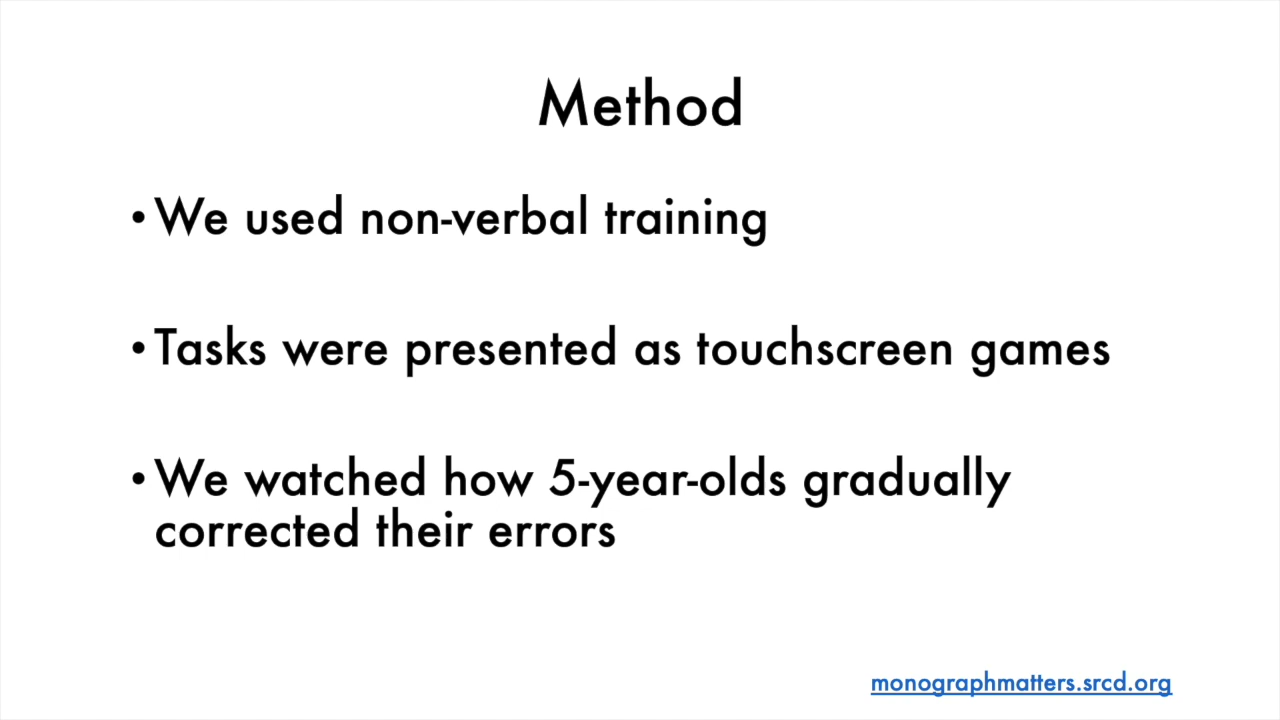 Method
• We used non-verbal training
• Tasks were presented as touchscreen games
• We watched how 5-year-olds gradually
corrected their errors
monographmatters.srcd.org